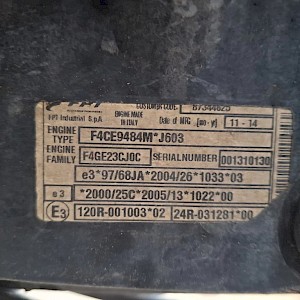 FPT CUSTOMER CODE: 87344625
FPT Industrial S.p.A ENGINE MADE IN ITALY Date of MFG. (mo.-yr.) 11-14
ENGINE TYPE F4CE9484M*J603
ENGINE FAMILY F4GE23CJ0C SERIAL NUMBER 001310130
e3*97/68JA*2004/26*1033*03
e3 *2000/25C*2005/13*1022*00
E3 120R-001003*02 24R-031281*00